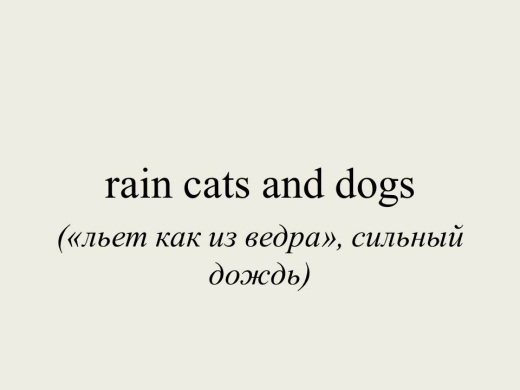 rain cats and dogs
(«льет как из ведра», сильный
дождь)